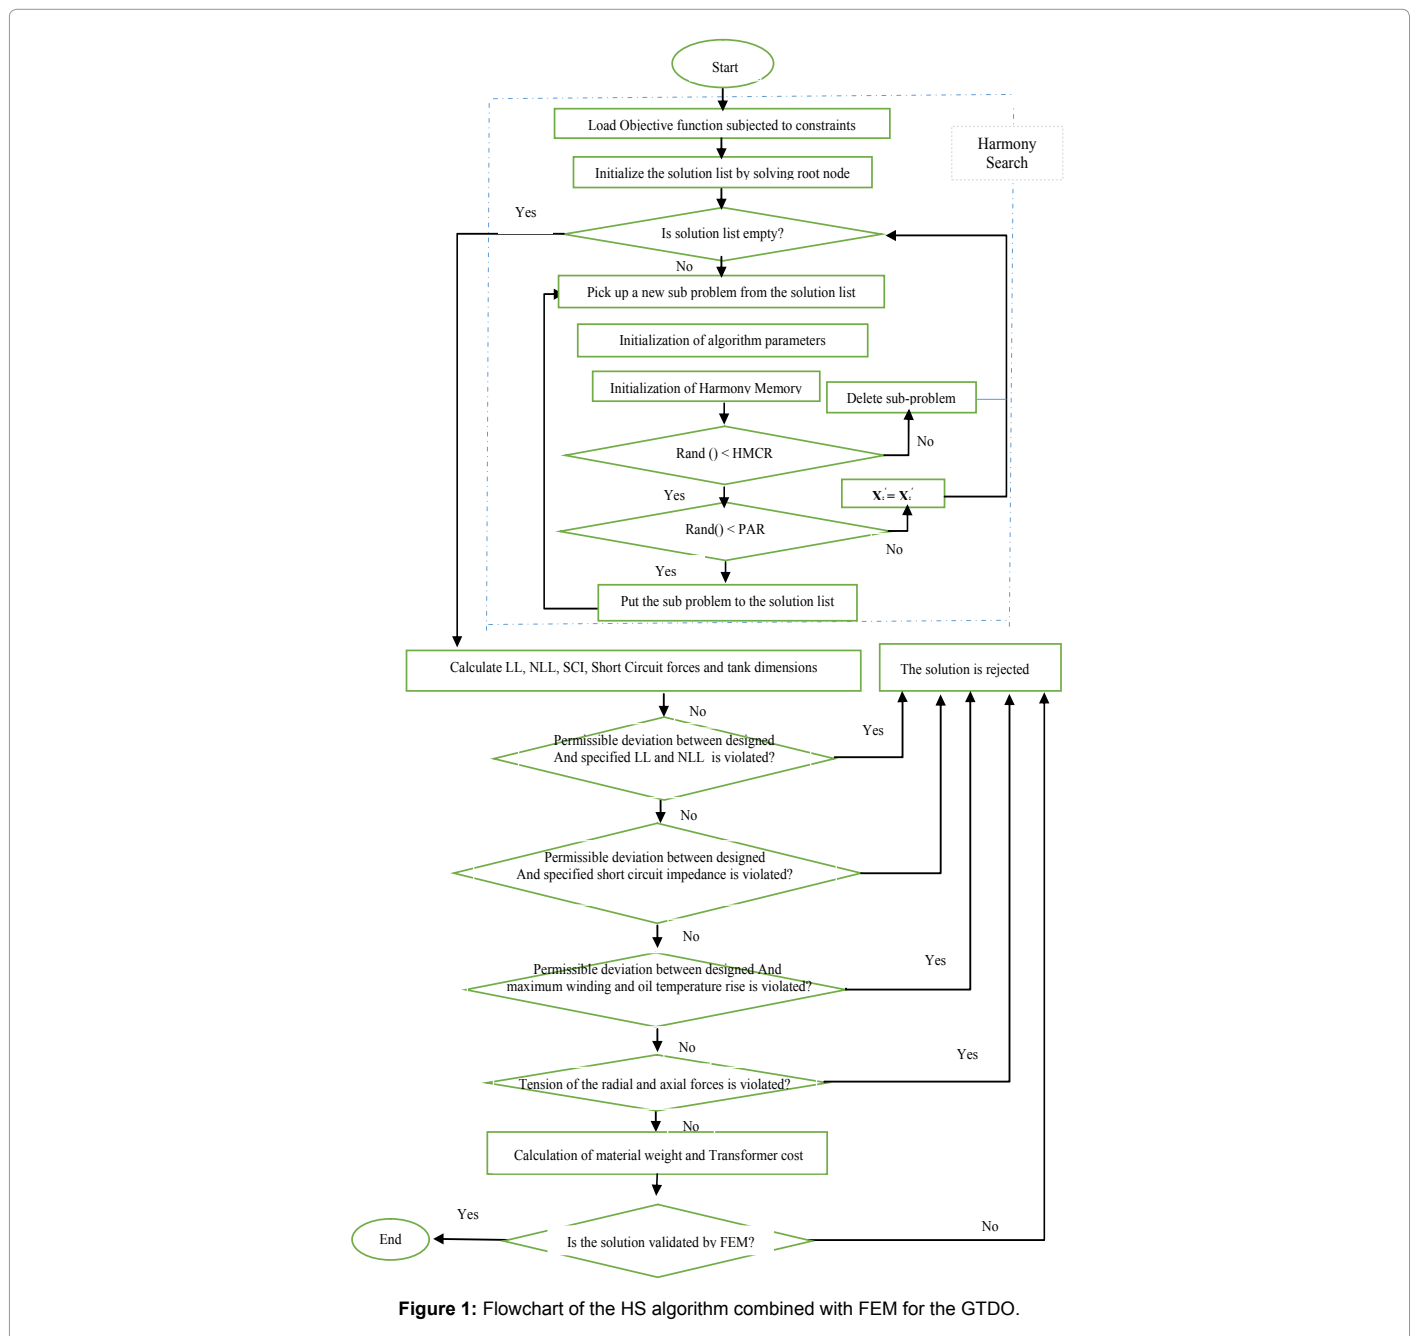 Start
Load Objective function subjected to constraints
Harmony
Search
Initialize the solution list by solving root node
Yes
Is solution list empty?
No
Pick up a new sub problem from the solution list
Initialization of algorithm parameters
Initialization of Harmony Memory
Delete sub-problem
No
Rand () < HMCR
Yes
Rand() < PAR
No
Yes
Put the sub problem to the solution list
Calculate LL, NLL, SCI, Short Circuit forces and tank dimensions
The solution is rejected
No
Yes
Permissible deviation between designed
And specified LL and NLL is violated?
No
Permissible deviation between designed
And specified short circuit impedance is violated?
No
Yes
Permissible deviation between designed And
maximum winding and oil temperature rise is violated?
No
Yes
Tension of the radial and axial forces is violated?
No
Calculation of material weight and Transformer cost
Yes
No
End
Is the solution validated by FEM?
Figure 1: Flowchart of the HS algorithm combined with FEM for the GTDO.